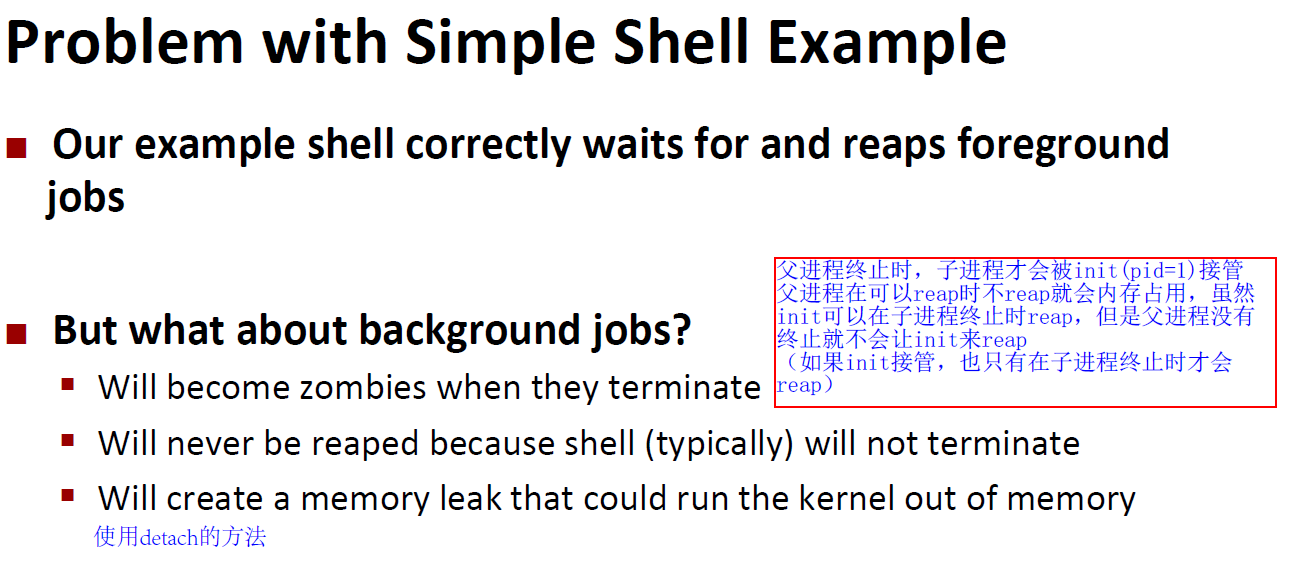 Problem with Simple Shell Example
Our example shell correctly waits for and reaps foreground
jobs
父进程终止时，子进程才会被init(pid=1)接管
父进程在可以reap时不reap就会内存占用，虽然
init可以在子进程终止时reap，但是父进程没有
终止就不会让init来reap
（如果init接管，也只有在子进程终止时才会
reap）
But what about background jobs?
Will become zombies when they terminate
Will never be reaped because shell (typically) will not terminate
Will create a memory leak that could run the kernel out of memory
使用detach的方法